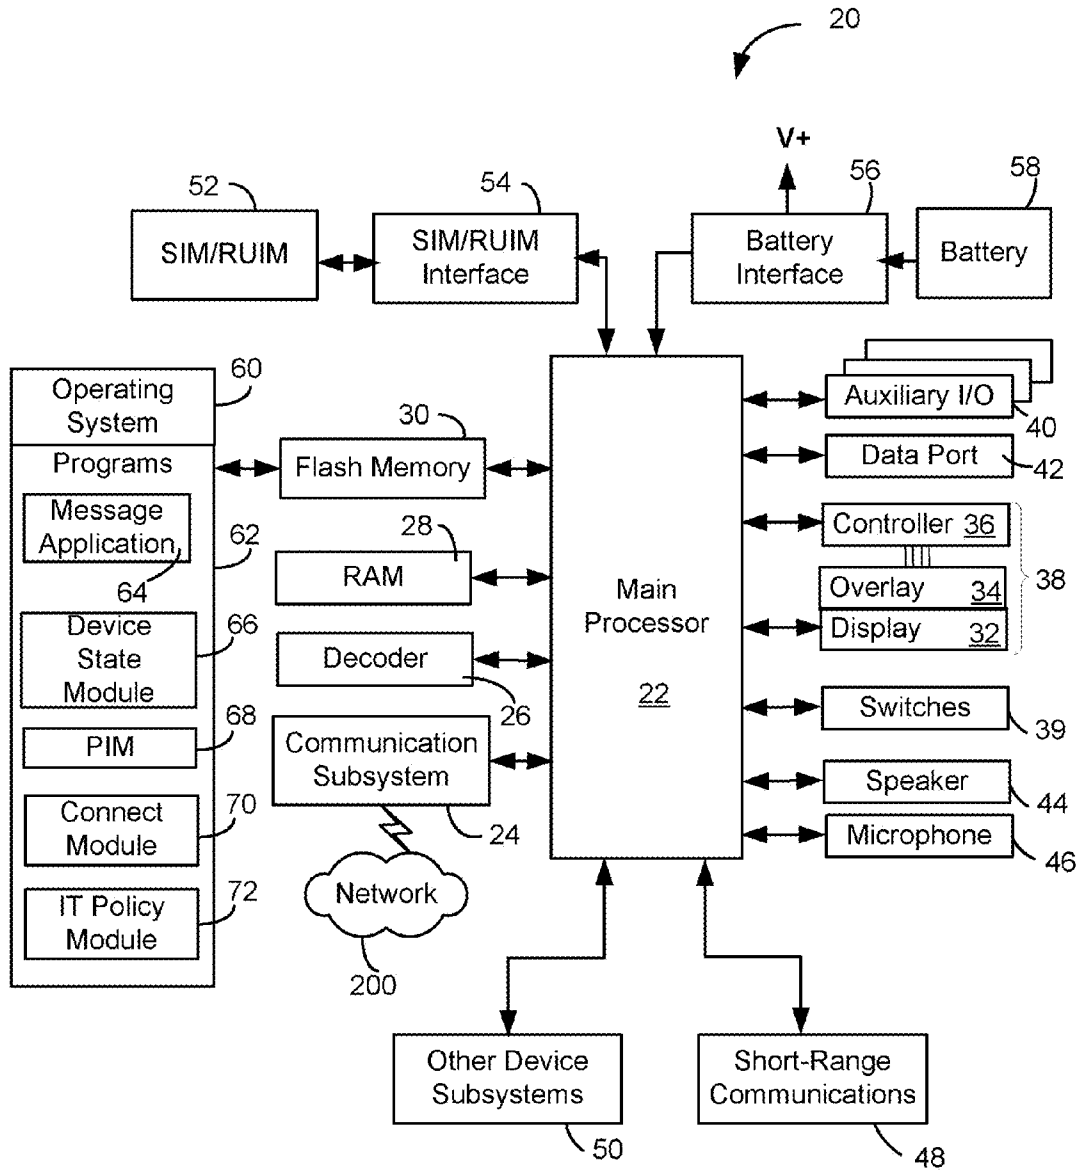 20
V+
52
54
56
58
SIM/RUIM
SIM/RUIM
Interface
Battery
Interface
Battery
60
Operating
System
Programs
Message
Application
64
62
Device
State
Module
66
PIM
68
Connect
Module
70
IT Policy
Module
72
30
Flash Memory
28
RAM
Decoder
26
Communication
Subsystem
24
Network
200
Main
Processor
22
Auxiliary I/O
40
Data Port
42
Controller 36
Overlay 34
Display 32
38
Switches
39
Speaker
44
Microphone
46
Other Device
Subsystems
50
Short-Range
Communications
48